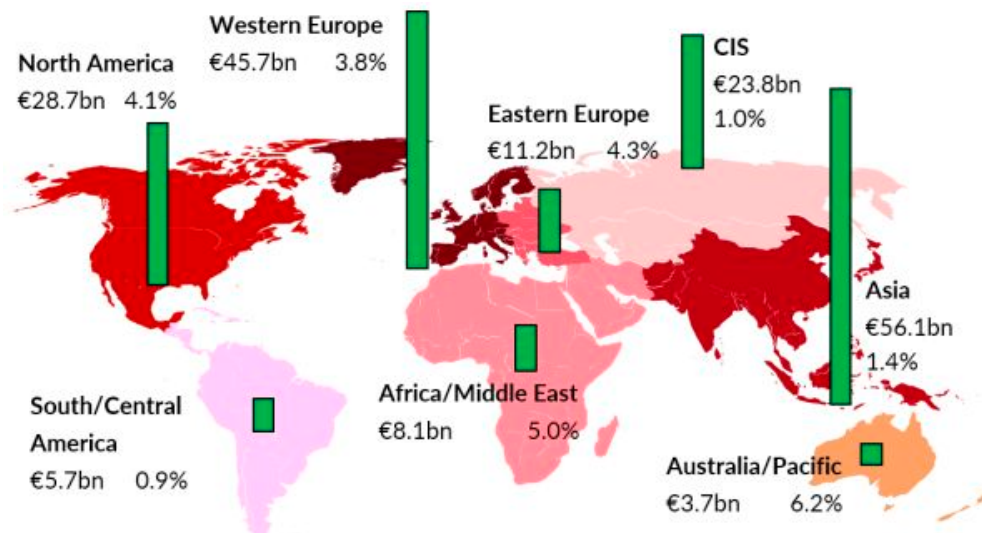 Western Europe
€45.7bn 3.8%
North America
€28.7bn 4.1%
CIS
€23.8bn
1.0%
Eastern Europe
€11.2bn 4.3%
Asia
€56.1bn
1.4%
Africa/Middle East
€8.1bn 5.0%
South/Central
America
€5.7bn 0.9%
Australia/Pacific
€3.7bn 6.2%